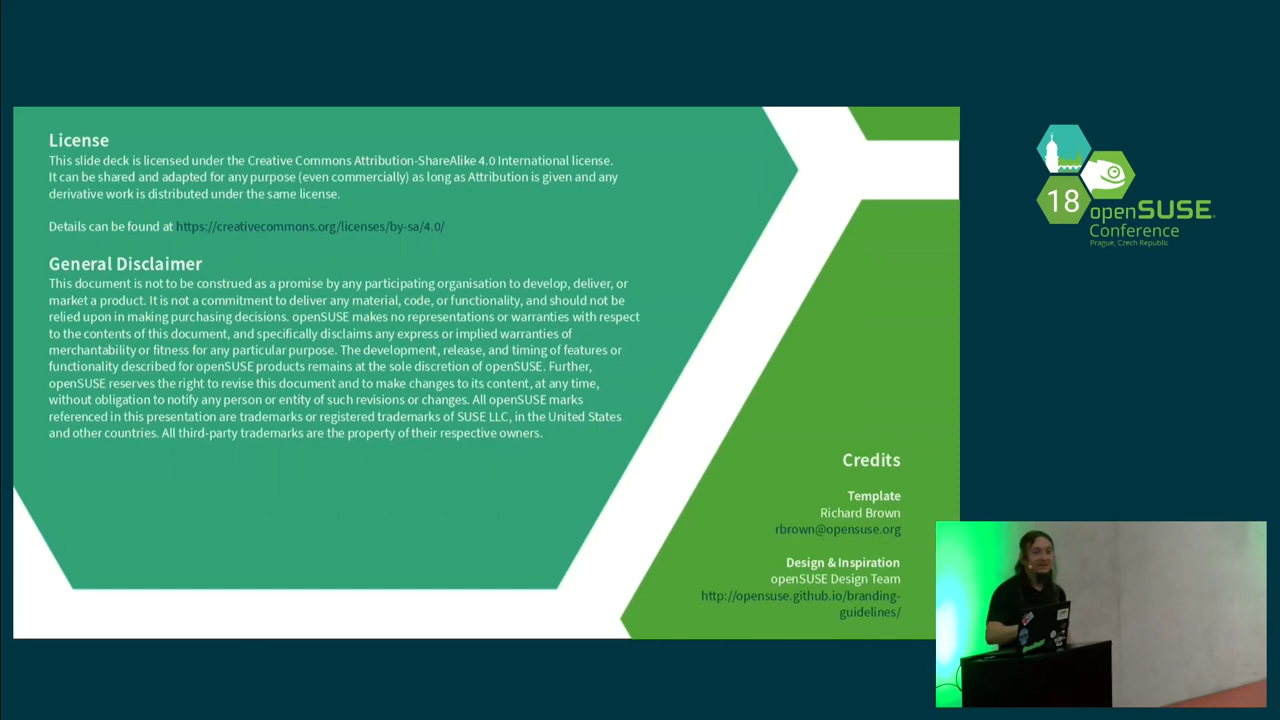 License
This slide deck is licensed under the Creative Commons Attribution-ShareAlike 4.0 International license.
It can be shared and adapted for any purpose (even commercially) as long as Attribution is given and any
derivative work is distributed under the same license.
Details can be found at https://creativecommons.org/licenses/by-sa/4.0/
General Disclaimer
This document is not to be construed as a promise by any participating organisation to develop, deliver, or
market a product. It is not a commitment to deliver any material, code, or functionality, and should not be
relied upon in making purchasing decisions. openSUSE makes no representations or warranties with respect
to the contents of this document, and specifically disclaims any express or implied warranties of
merchantability or fitness for any particular purpose. The development, release, and timing of features or
functionality described for openSUSE products remains at the sole discretion of openSUSE. Further,
openSUSE reserves the right to revise this document and to make changes to its content, at any time,
without obligation to notify any person or entity of such revisions or changes. All openSUSE marks
referenced in this presentation are trademarks or registered trademarks of SUSE LLC, in the United States
and other countries. All third-party trademarks are the property of their respective owners.
Credits
Template
Richard Brown
rbrown@opensuse.org
Design & Inspiration
openSUSE Design Team
http://opensuse.github.io/branding-
guidelines/
18
openSUSE
Conference
Prague, Czech Republic